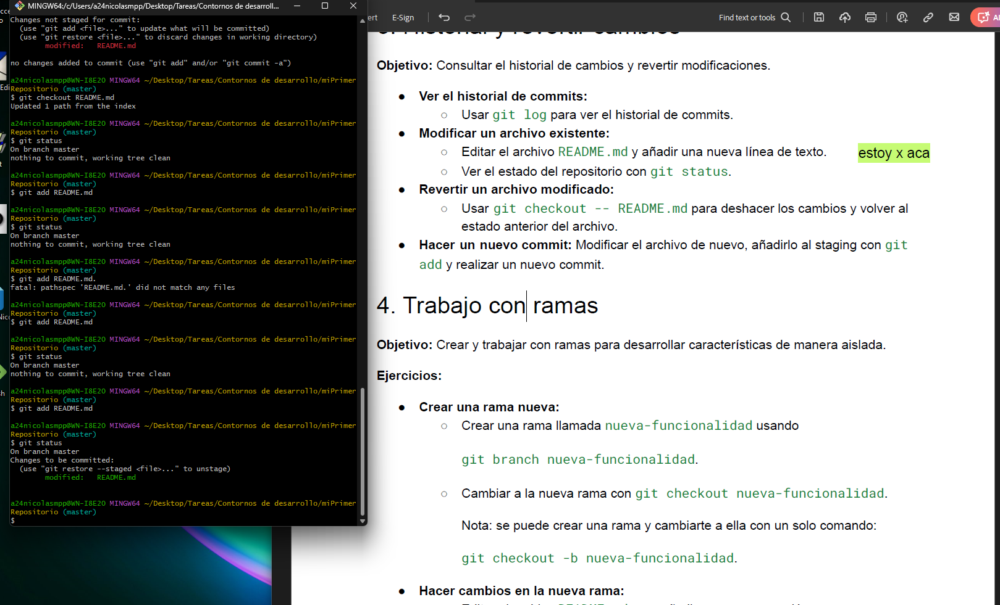 MINGW64:/c/Users/a24nicolasmpp/Desktop/Tareas/Contornos de desarroll...
Changes not staged for commit:
(use "git add <file>..." to update what will be committed)
(use "git restore <file>..." to discard changes in working directory)
modified: README.md
no changes added to commit (use "git add" and/or "git commit -a")
a24nicolasmpp@WN-I8E2O MINGW64 ~/Desktop/Tareas/Contornos de desarrollo/miPrimer
Repositorio (master)
$ git checkout README.md
Updated 1 path from the index
a24nicolasmpp@WN-I8E2O MINGW64 ~/Desktop/Tareas/Contornos de desarrollo/miPrimer
Repositorio (master)
$ git status
On branch master
nothing to commit, working tree clean
a24nicolasmpp@WN-I8E2O MINGW64 ~/Desktop/Tareas/Contornos de desarrollo/miPrimer
Repositorio (master)
$ git add README.md
a24nicolasmpp@WN-I8E2O MINGW64 ~/Desktop/Tareas/Contornos de desarrollo/miPrimer
Repositorio (master)
$ git status
On branch master
nothing to commit, working tree clean
a24nicolasmpp@WN-I8E2O MINGW64 ~/Desktop/Tareas/Contornos de desarrollo/miPrimer
Repositorio (master)
$ git add README.md.
fatal: pathspec 'README.md.' did not match any files
a24nicolasmpp@WN-I8E2O MINGW64 ~/Desktop/Tareas/Contornos de desarrollo/miPrimer
Repositorio (master)
$ git add README.md
a24nicolasmpp@WN-I8E2O MINGW64 ~/Desktop/Tareas/Contornos de desarrollo/miPrimer
Repositorio (master)
$ git status
On branch master
nothing to commit, working tree clean
a24nicolasmpp@WN-I8E2O MINGW64 ~/Desktop/Tareas/Contornos de desarrollo/miPrimer
Repositorio (master)
$ git add README.md
a24nicolasmpp@WN-I8E2O MINGW64 ~/Desktop/Tareas/Contornos de desarrollo/miPrimer
Repositorio (master)
$ git status
On branch master
Changes to be committed:
(use "git restore --staged <file>..." to unstage)
modified: README.md
a24nicolasmpp@WN-I8E2O MINGW64 ~/Desktop/Tareas/Contornos de desarrollo/miPrimer
Repositorio (master)
$
ert E-Sign Find text or tools AI
Historial y revertir cambios
Objetivo: Consultar el historial de cambios y revertir modificaciones.
● Ver el historial de commits:
○ Usar git log para ver el historial de commits.
● Modificar un archivo existente:
○ Editar el archivo README.md y añadir una nueva línea de texto. estoy x aca
○ Ver el estado del repositorio con git status.
● Revertir un archivo modificado:
○ Usar git checkout -- README.md para deshacer los cambios y volver al
estado anterior del archivo.
● Hacer un nuevo commit: Modificar el archivo de nuevo, añadirlo al staging con git
add y realizar un nuevo commit.
4. Trabajo con ramas
Objetivo: Crear y trabajar con ramas para desarrollar características de manera aislada.
Ejercicios:
● Crear una rama nueva:
○ Crear una rama llamada nueva-funcionalidad usando
git branch nueva-funcionalidad.
○ Cambiar a la nueva rama con git checkout nueva-funcionalidad.
Nota: se puede crear una rama y cambiarte a ella con un solo comando:
git checkout -b nueva-funcionalidad.
● Hacer cambios en la nueva rama: